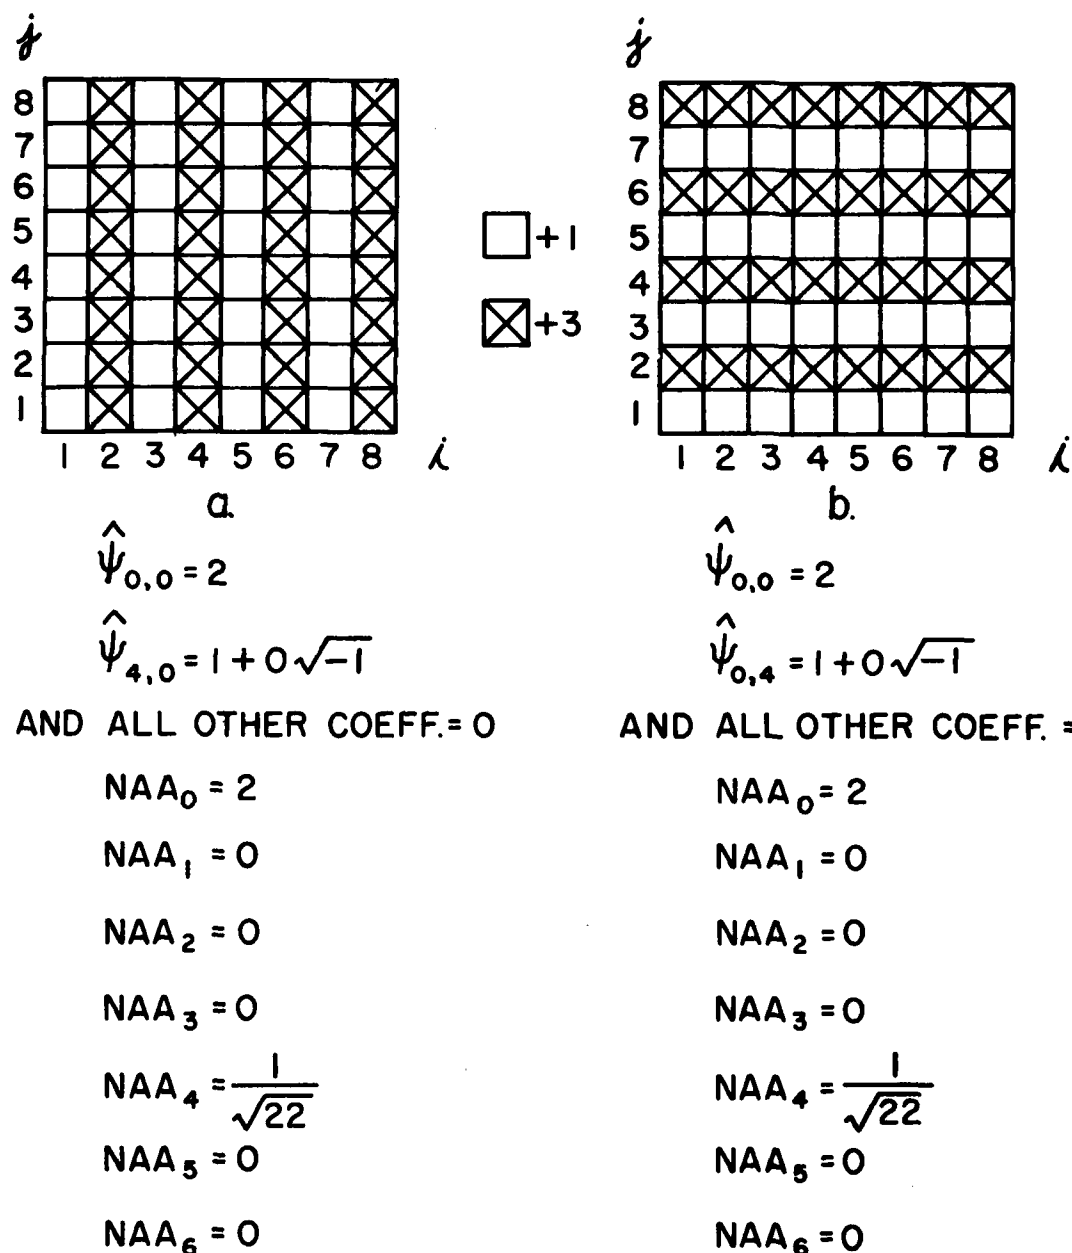 j
8
7
6
5
4
3
2
1
1 2 3 4 5 6 7 8 i
a.
+1
+3
j
8
7
6
5
4
3
2
1
1 2 3 4 5 6 7 8 i
b.
ψ̂0,0 = 2
ψ̂4,0 = 1 + 0 √-1
AND ALL OTHER COEFF. = 0
NAA0 = 2
NAA1 = 0
NAA2 = 0
NAA3 = 0
NAA4 = 1/√22
NAA5 = 0
NAA6 = 0
ψ̂0,0 = 2
ψ̂0,4 = 1 + 0 √-1
AND ALL OTHER COEFF. =
NAA0 = 2
NAA1 = 0
NAA2 = 0
NAA3 = 0
NAA4 = 1/√22
NAA5 = 0
NAA6 = 0